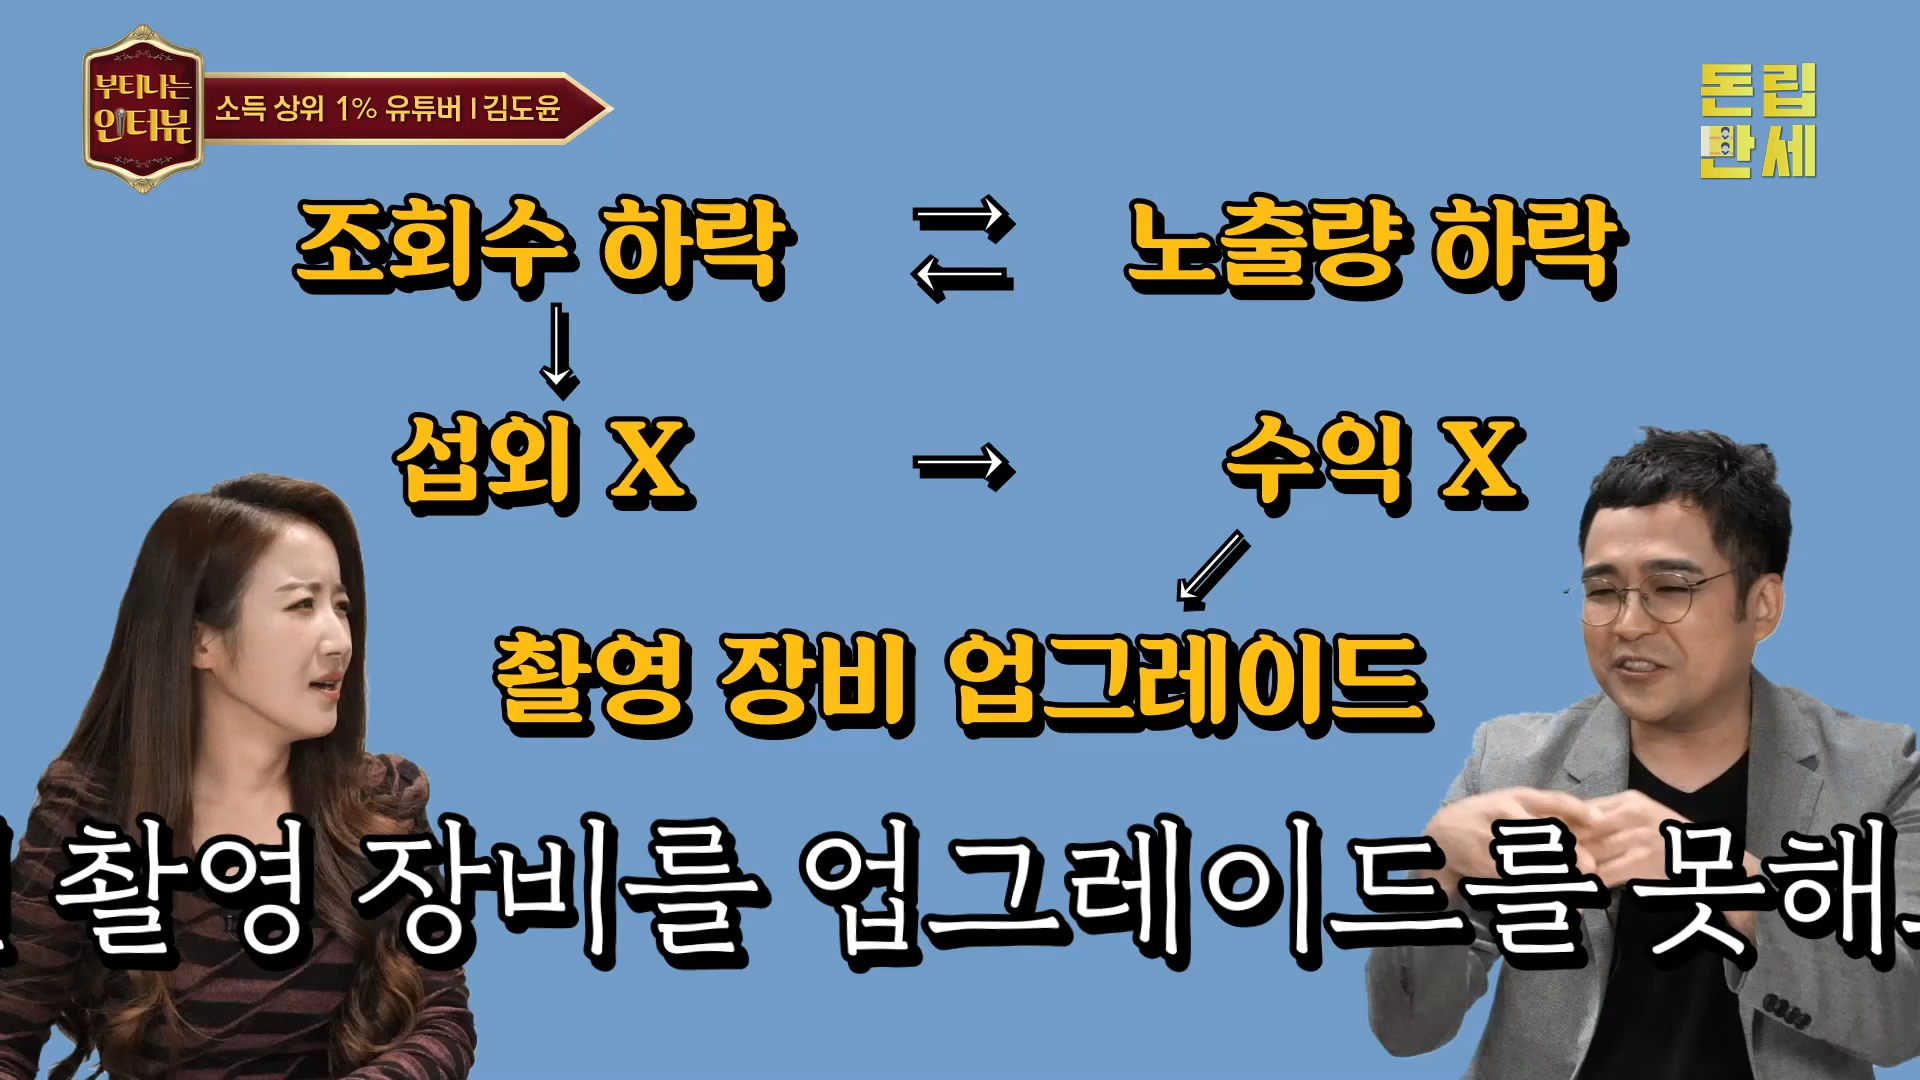 부티나는
인터뷰
소득 상위 1% 유튜버 | 김도윤
돈립
만세
조회수 하락 노출량 하락
섭외 X 수익 X
촬영 장비 업그레이드
촬영 장비를 업그레이드를 못해